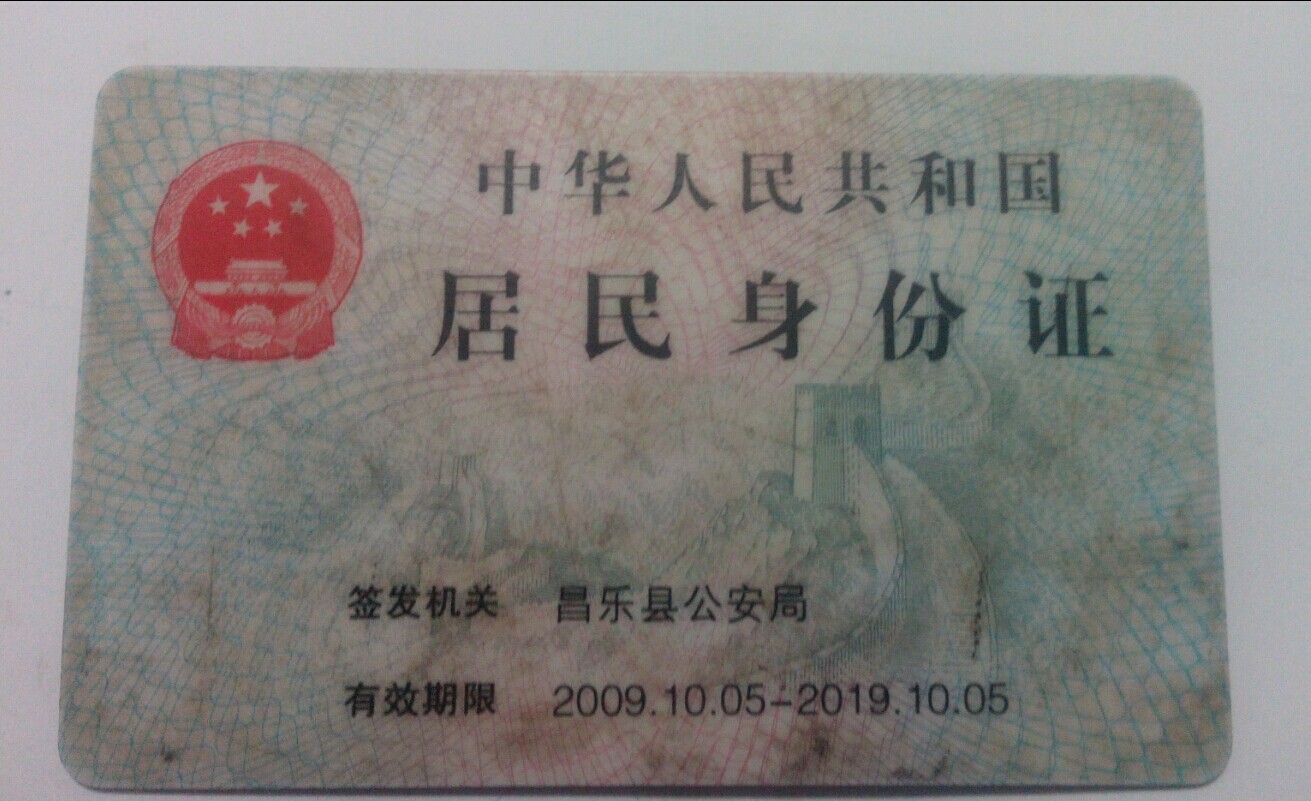 中华人民共和国
居民身份证
签发机关 昌乐县公安局
有效期限 2009.10.05-2019.10.05